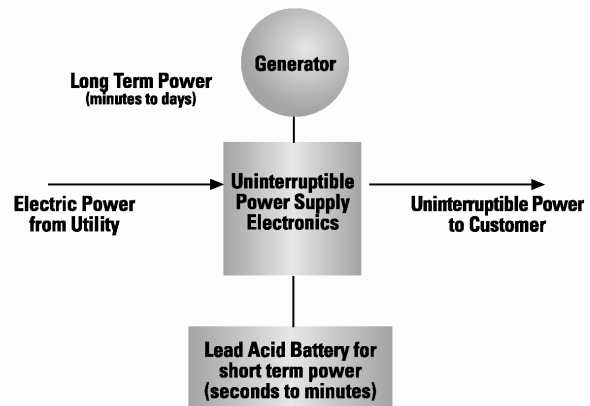 Generator
Long Term Power
(minutes to days)
Uninterruptible
Power Supply
Electronics
Electric Power
from Utility
Uninterruptible Power
to Customer
Lead Acid Battery for
short term power
(seconds to minutes)